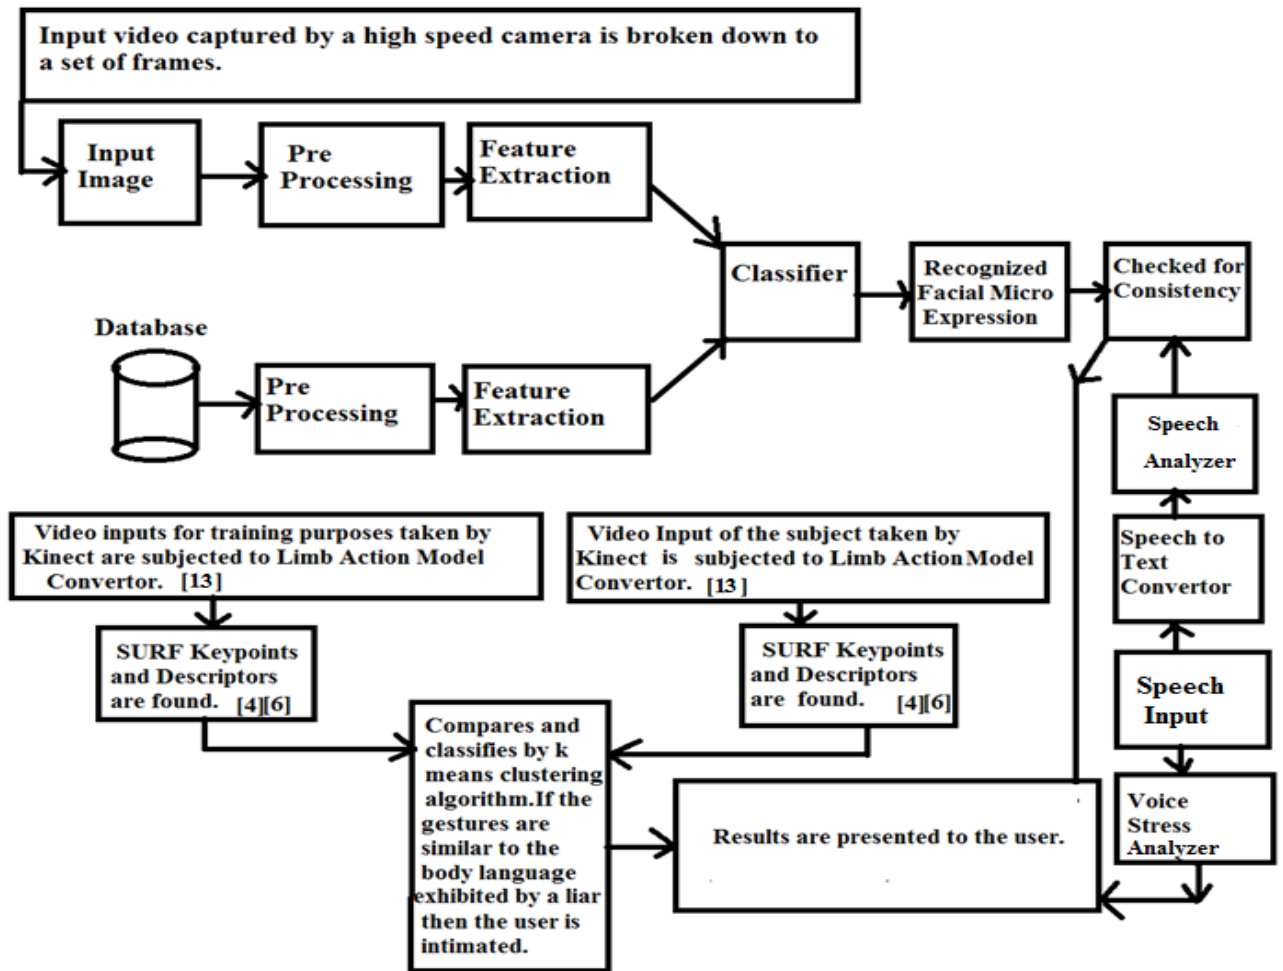 Input video captured by a high speed camera is broken down to
a set of frames.
Input
Image
Pre
Processing
Feature
Extraction
Classifier
Recognized
Facial Micro
Expression
Checked for
Consistency
Database
Pre
Processing
Feature
Extraction
Speech
Analyzer
Speech to
Text
Convertor
Speech
Input
Voice
Stress
Analyzer
Video inputs for training purposes taken by
Kinect are subjected to Limb Action Model
Convertor. [13]
Video Input of the subject taken by
Kinect is subjected to Limb Action Model
Convertor. [13]
SURF Keypoints
and Descriptors
are found. [4][6]
SURF Keypoints
and Descriptors
are found. [4][6]
Compares and
classifies by k
means clustering
algorithm.If the
gestures are
similar to the
body language
exhibited by a liar
then the user is
intimated.
Results are presented to the user.